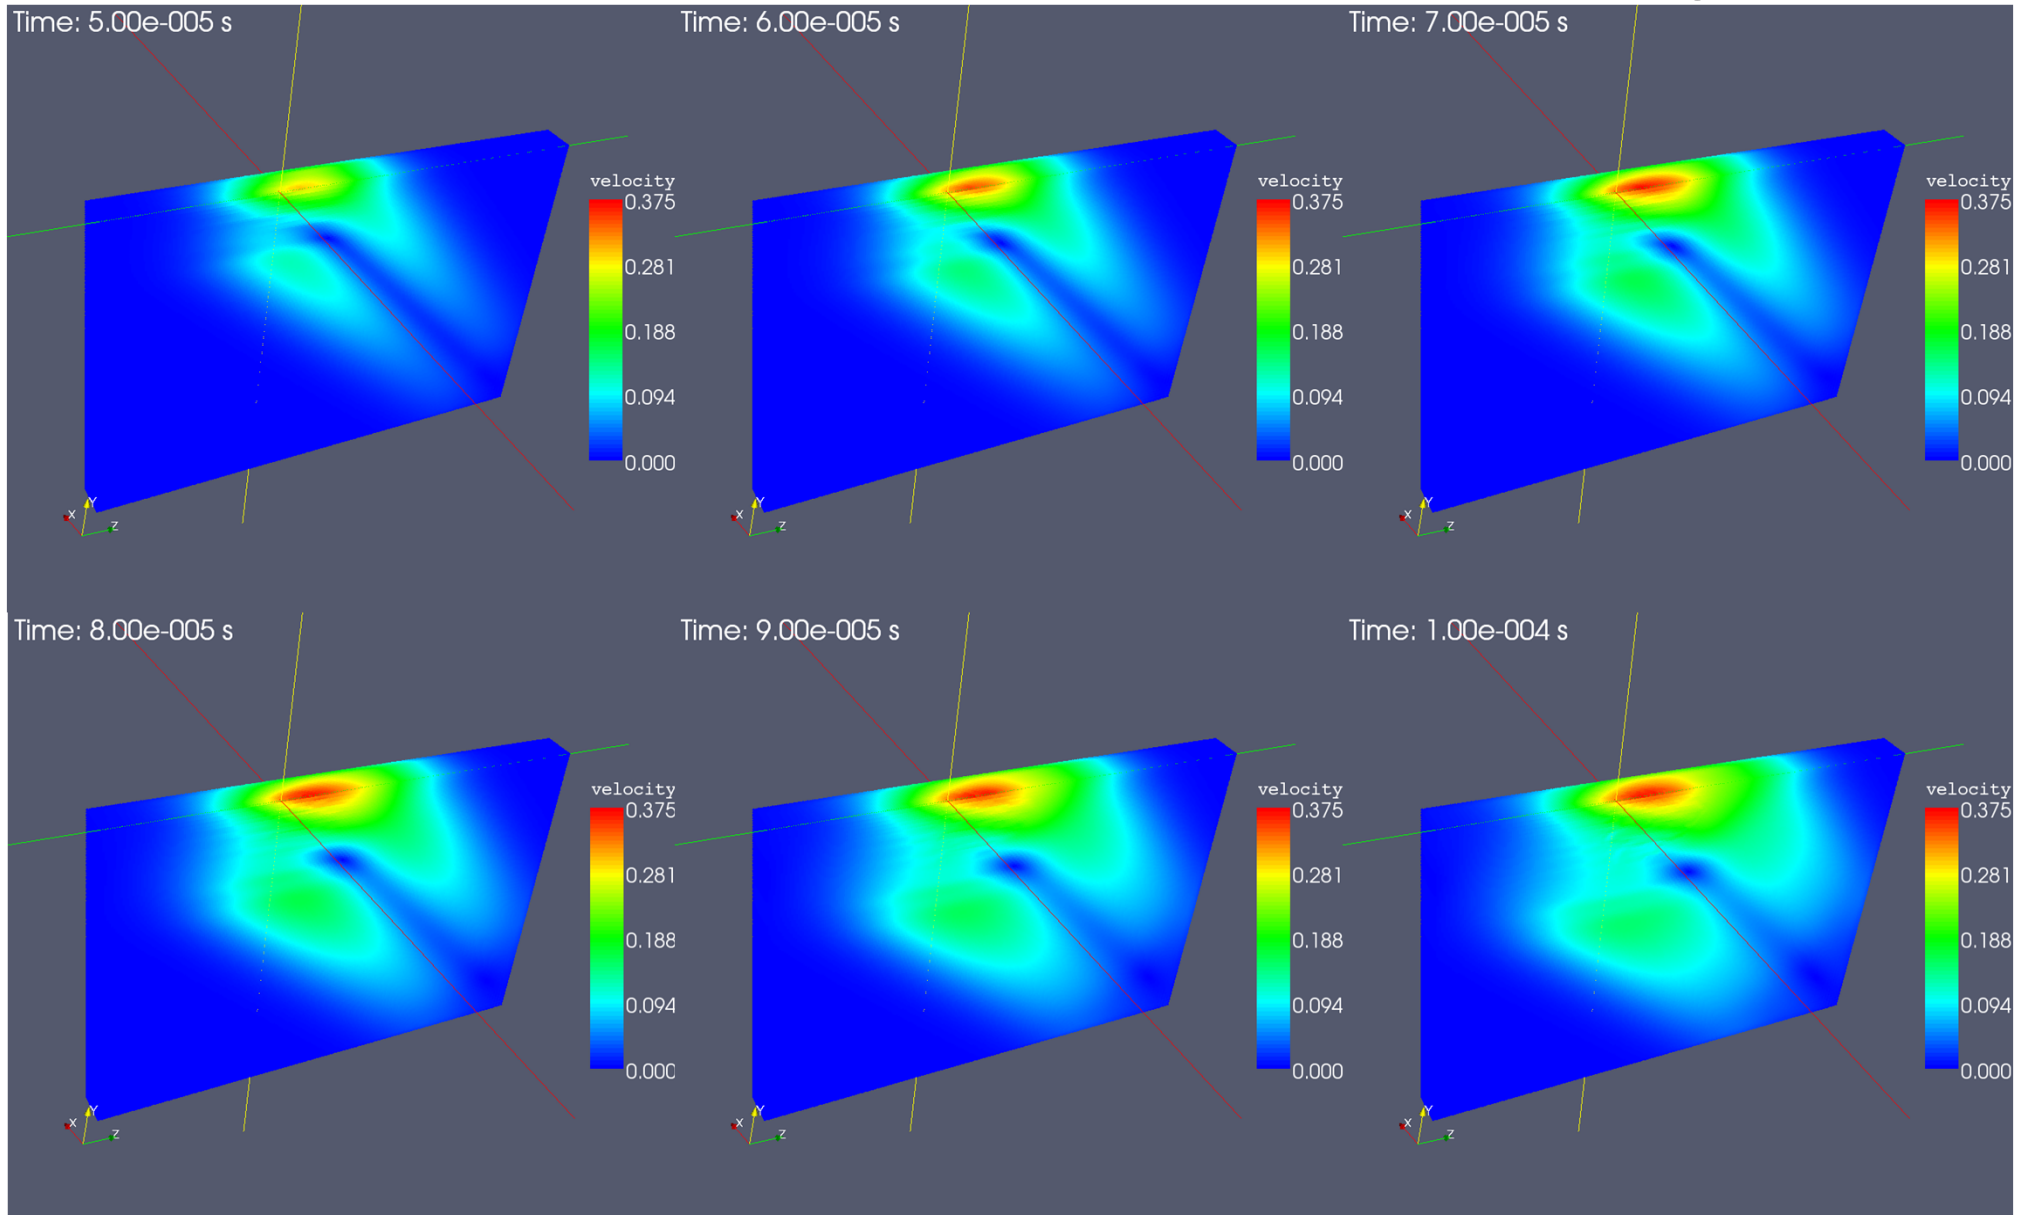 Time: 5.00e-005 s
velocity
0.375
0.281
0.188
0.094
0.000
Y
X
Z
Time: 6.00e-005 s
velocity
0.375
0.281
0.188
0.094
0.000
Y
X
Z
Time: 7.00e-005 s
velocity
0.375
0.281
0.188
0.094
0.000
Y
X
Z
Time: 8.00e-005 s
velocity
0.375
0.281
0.188
0.094
0.000
Y
X
Z
Time: 9.00e-005 s
velocity
0.375
0.281
0.188
0.094
0.000
Y
X
Z
Time: 1.00e-004 s
velocity
0.375
0.281
0.188
0.094
0.000
Y
X
Z